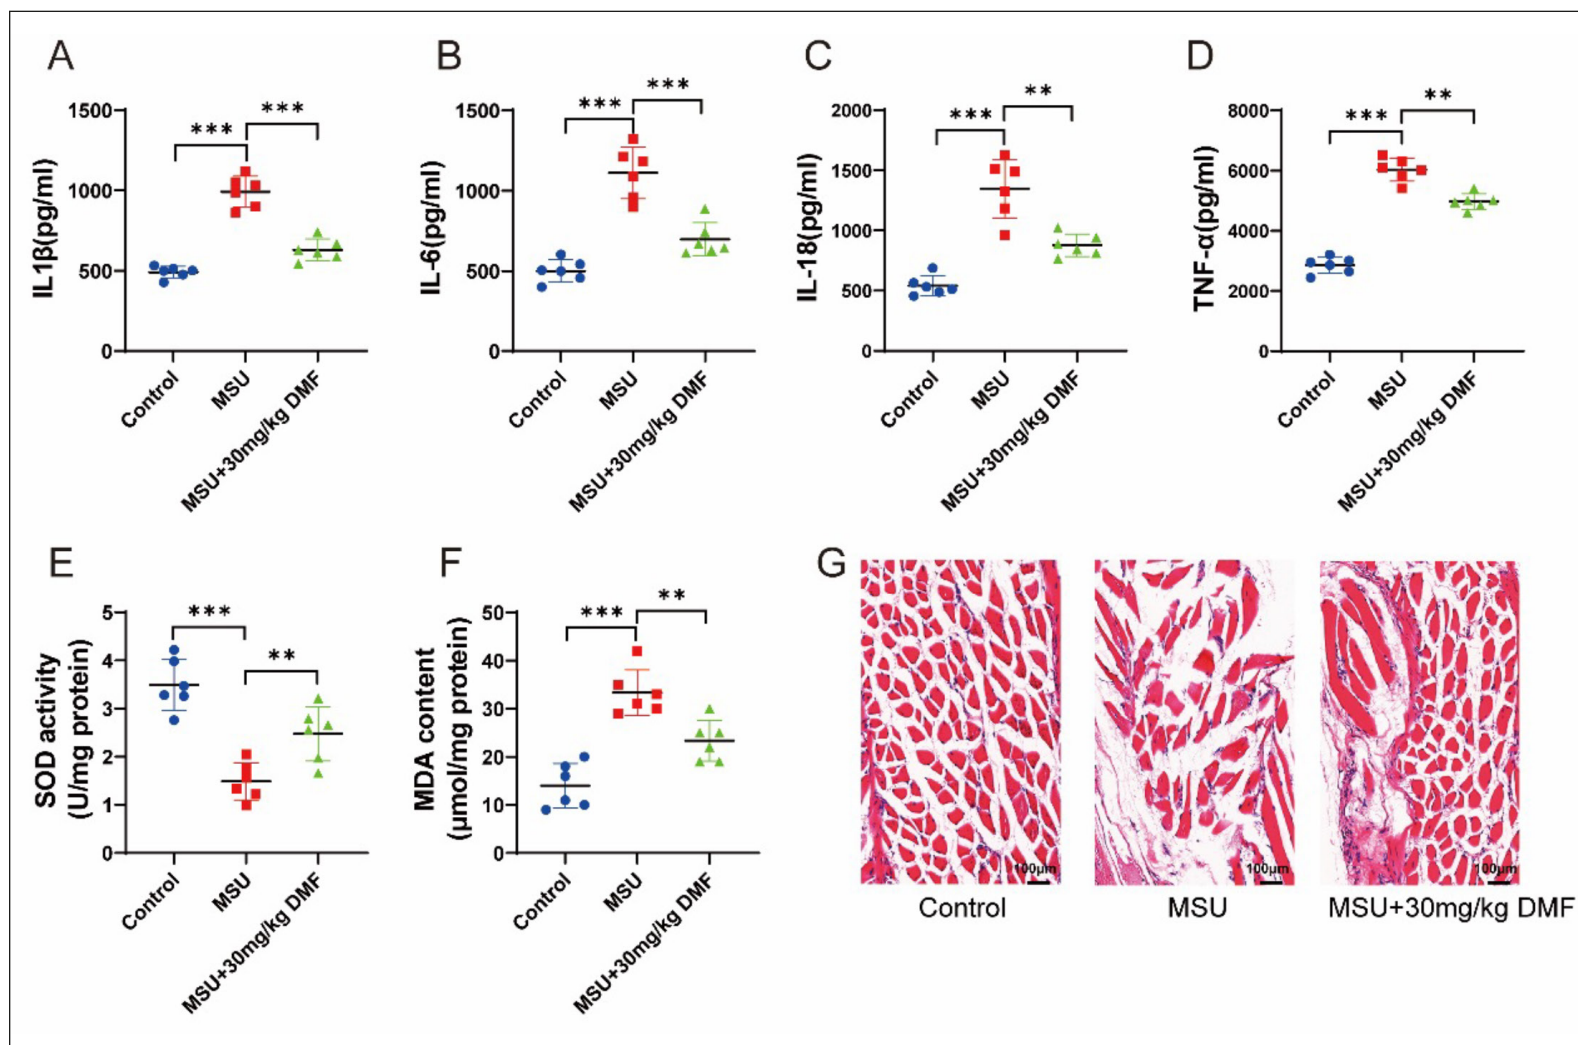 A
IL1β(pg/ml)
1500
1000
500
0
***
***
Control
MSU
MSU+30mg/kg DMF
B
IL-6(pg/ml)
1500
1000
500
0
***
***
Control
MSU
MSU+30mg/kg DMF
C
IL-18(pg/ml)
2000
1500
1000
500
0
***
**
Control
MSU
MSU+30mg/kg DMF
D
TNF-α(pg/ml)
8000
6000
4000
2000
0
***
**
Control
MSU
MSU+30mg/kg DMF
E
SOD activity
(U/mg protein)
5
4
3
2
1
0
***
**
Control
MSU
MSU+30mg/kg DMF
F
MDA content
(μmol/mg protein)
50
40
30
20
10
0
***
**
Control
MSU
MSU+30mg/kg DMF
G
100μm
100μm
100μm
Control
MSU
MSU+30mg/kg DMF